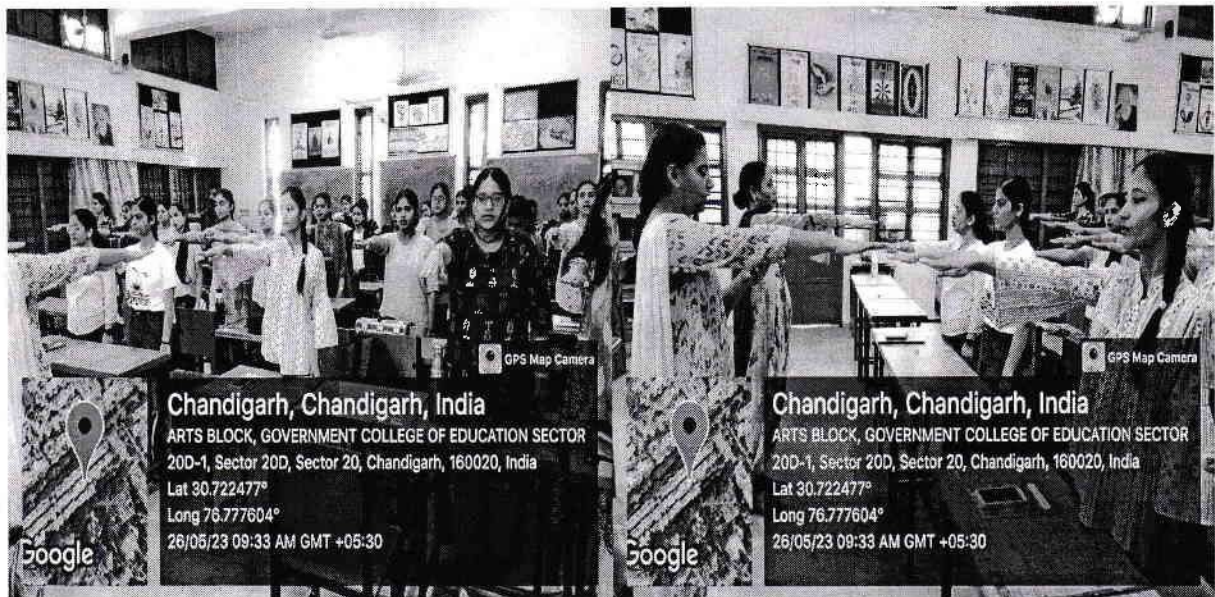 GPS Map Camera
Chandigarh, Chandigarh, India
ARTS BLOCK, GOVERNMENT COLLEGE OF EDUCATION SECTOR
20D-1, Sector 20D, Sector 20, Chandigarh, 160020, India
Lat 30.722477°
Long 76.777604°
26/05/23 09:33 AM GMT +05:30
Google
GPS Map Camera
Chandigarh, Chandigarh, India
ARTS BLOCK, GOVERNMENT COLLEGE OF EDUCATION SECTOR
20D-1, Sector 20D, Sector 20, Chandigarh, 160020, India
Lat 30.722477°
Long 76.777604°
26/05/23 09:33 AM GMT +05:30
Google